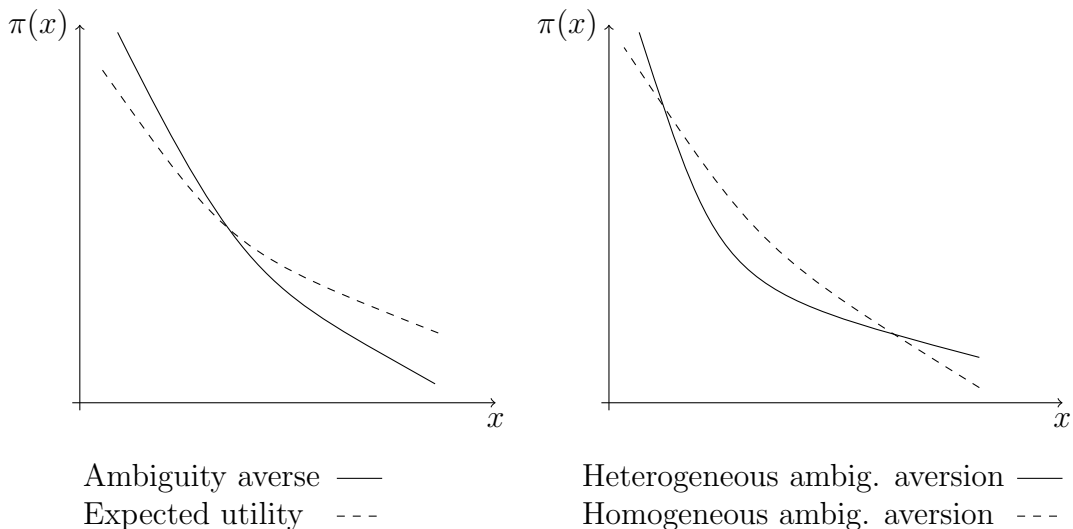 π(x)
x
Ambiguity averse
Expected utility
π(x)
x
Heterogeneous ambig. aversion
Homogeneous ambig. aversion